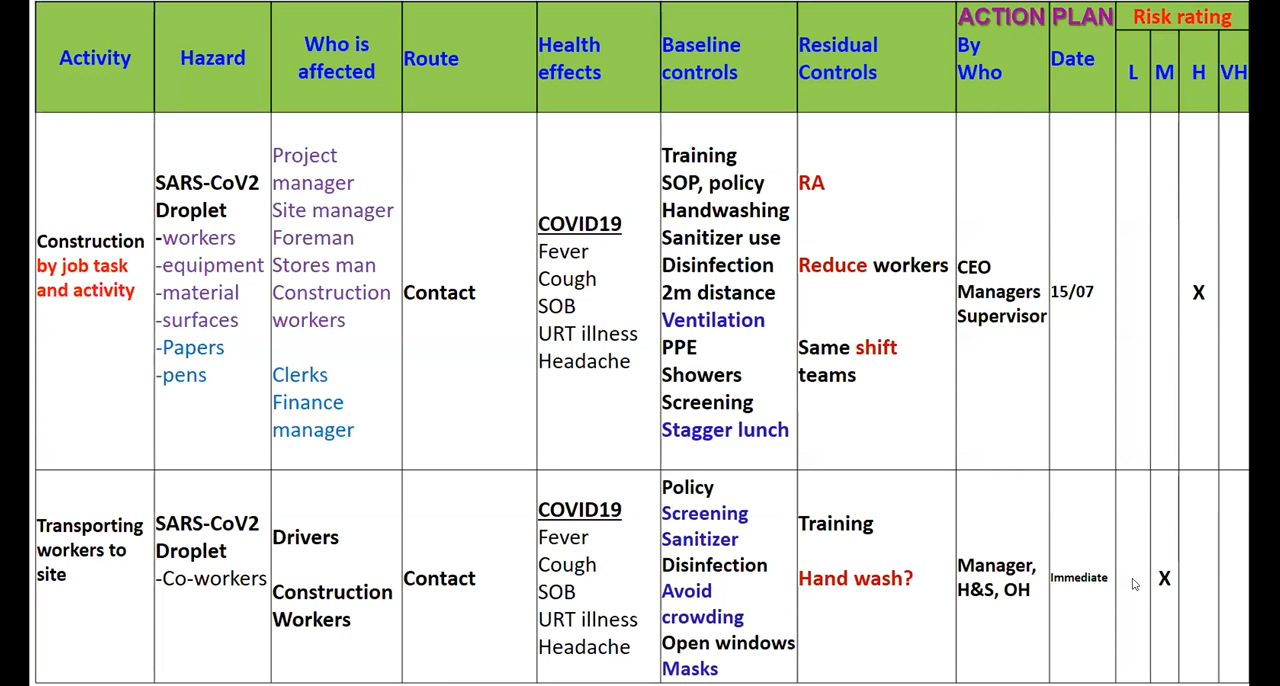 Activity
Hazard
Who is
affected
Route
Health
effects
Baseline
controls
Residual
Controls
ACTION PLAN
By
Who
Date
Risk rating
L M H VH
Construction
by job task
and activity
SARS-CoV2
Droplet
-workers
-equipment
-material
-surfaces
-Papers
-pens
Project
manager
Site manager
Foreman
Stores man
Construction
workers
Clerks
Finance
manager
Contact
COVID19
Fever
Cough
SOB
URT illness
Headache
Training
SOP, policy
Handwashing
Sanitizer use
Disinfection
2m distance
Ventilation
PPE
Showers
Screening
Stagger lunch
RA
Reduce workers
Same shift
teams
CEO
Managers
Supervisor
15/07
X
Transporting
workers to
site
SARS-CoV2
Droplet
-Co-workers
Drivers
Construction
Workers
Contact
COVID19
Fever
Cough
SOB
URT illness
Headache
Policy
Screening
Sanitizer
Disinfection
Avoid
crowding
Open windows
Masks
Training
Hand wash?
Manager,
H&S, OH
Immediate
X